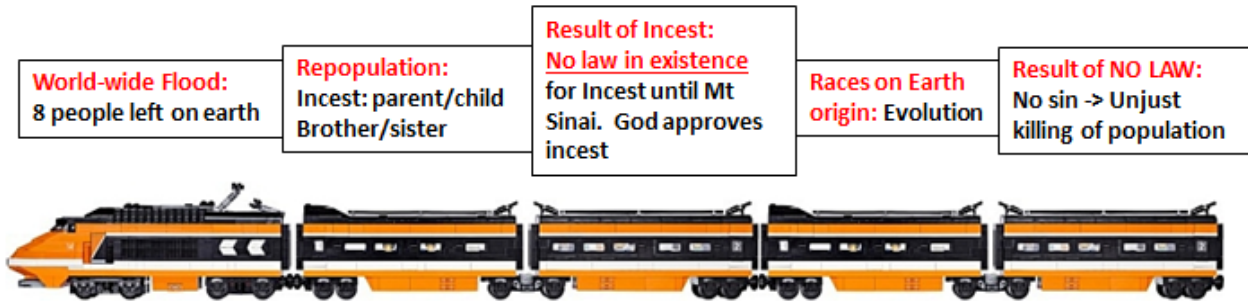 World-wide Flood:
8 people left on earth
Repopulation:
Incest: parent/child
Brother/sister
Result of Incest:
No law in existence
for Incest until Mt
Sinai.  God approves
incest
Races on Earth
origin: Evolution
Result of NO LAW:
No sin -> Unjust
killing of population